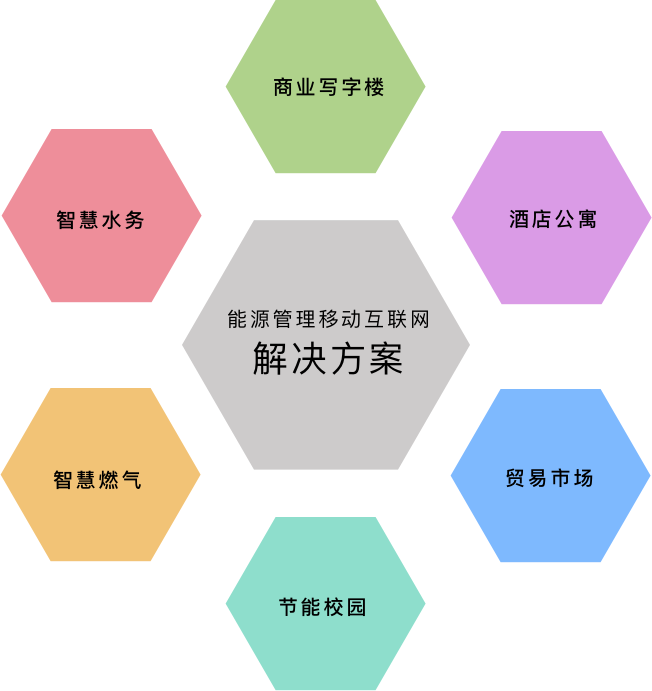 商业写字楼
智慧水务
酒店公寓
能源管理移动互联网
解决方案
智慧燃气
贸易市场
节能校园